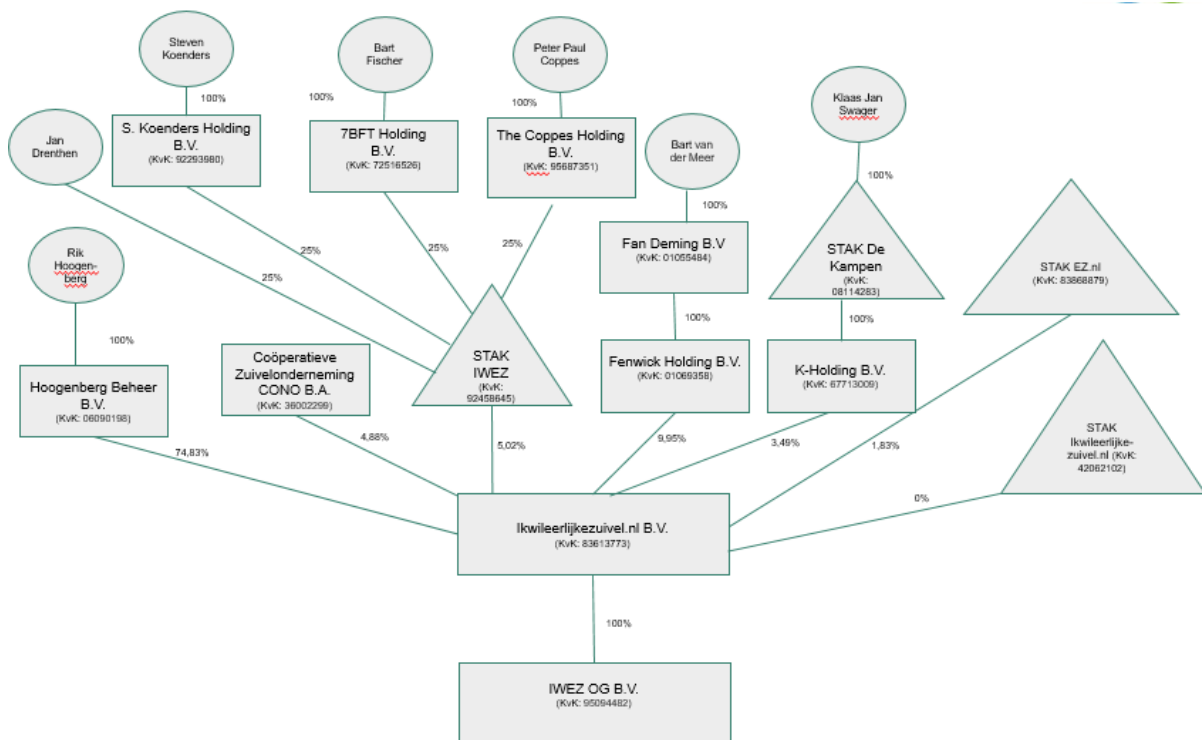 Steven
Koenders
Bart
Fischer
Peter Paul
Coppes
Klaas Jan
Swager
Jan
Drenthen
100%
S. Koenders Holding
B.V.
(KvK: 92293980)
100%
7BFT Holding
B.V.
(KvK: 72516526)
100%
The Coppes Holding
B.V.
(KvK: 95687351)
Bart van
der Meer
100%
100%
Rik
Hoogen-
berg
25%
25%
25%
25%
Fan Deming B.V
(KvK: 01055484)
STAK De
Kampen
(KvK:
08114283)
STAK EZ.nl
(KvK: 83868879)
100%
100%
100%
Hoogenberg Beheer
B.V.
(KvK: 06090198)
Coöperatieve
Zuivelonderneming
CONO B.A.
(KvK: 36002299)
STAK
IWEZ
(KvK:
92458645)
Fenwick Holding B.V.
(KvK: 01069358)
K-Holding B.V.
(KvK: 67713009)
STAK
Ikwileerlijke-
zuivel.nl (KvK:
42062102)
74,83%
4,88%
5,02%
9,95%
3,49%
1,83%
0%
Ikwileerlijkezuivel.nl B.V.
(KvK: 83613773)
100%
IWEZ OG B.V.
(KvK: 95094482)